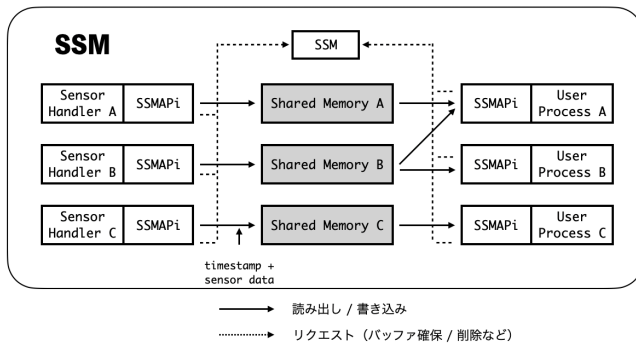 SSM
SSM
Sensor
Handler A
SSMAPi
Shared Memory A
SSMAPi
User
Process A
Sensor
Handler B
SSMAPi
Shared Memory B
SSMAPi
User
Process B
Sensor
Handler C
SSMAPi
Shared Memory C
SSMAPi
User
Process C
timestamp +
sensor data
読み出し / 書き込み
リクエスト（バッファ確保 / 削除など）